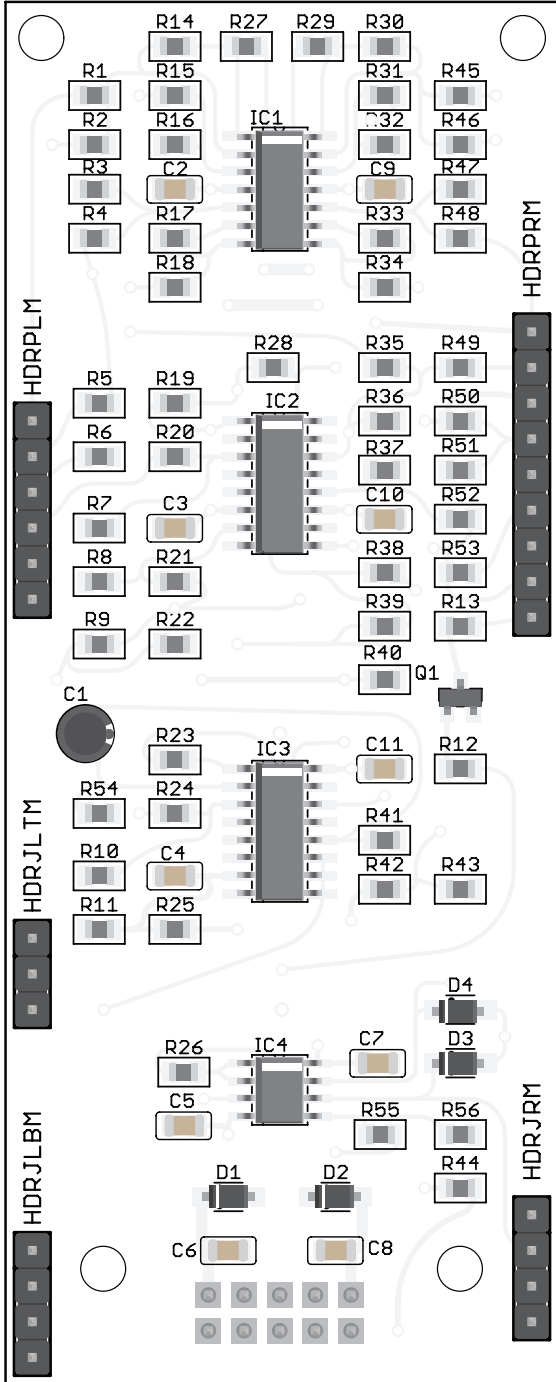 R14 R27 R29 R30
R1 R15 R31 R45
IC1
R2 R16 R32 R46
R3 C2 C9 R47
R4 R17 R33 R48
R18 R34
HDRPRM
HDRPLM
R28 R35 R49
R5 R19 IC2 R36 R50
R6 R20 R37 R51
R7 C3 C10 R52
R8 R21 R38 R53
R9 R22 R39 R13
R40 Q1
C1
R23 IC3 C11 R12
R54 R24
HDRJLTM
R41
R10 C4 R42 R43
R11 R25
D4
R26 IC4 C7 D3
C5 R55 R56
HDRJLBM
HDRJRM
D1 D2 R44
C6 C8